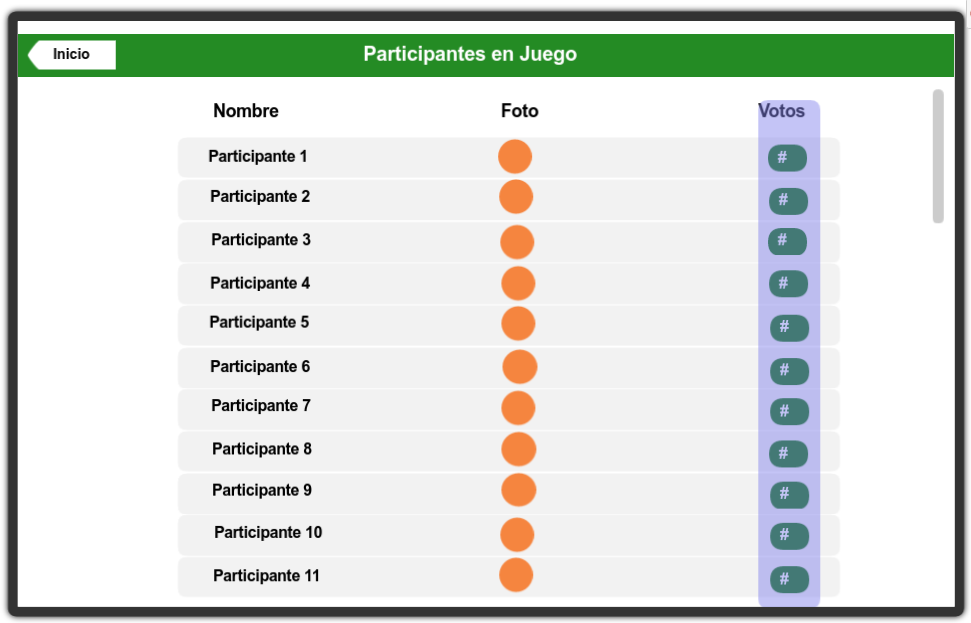 Inicio
Participantes en Juego
Nombre Foto Votos
Participante 1 #
Participante 2 #
Participante 3 #
Participante 4 #
Participante 5 #
Participante 6 #
Participante 7 #
Participante 8 #
Participante 9 #
Participante 10 #
Participante 11 #